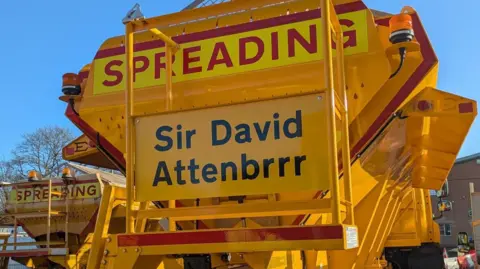 SPREADING
Sir David
Attenbrrr
SPREADING